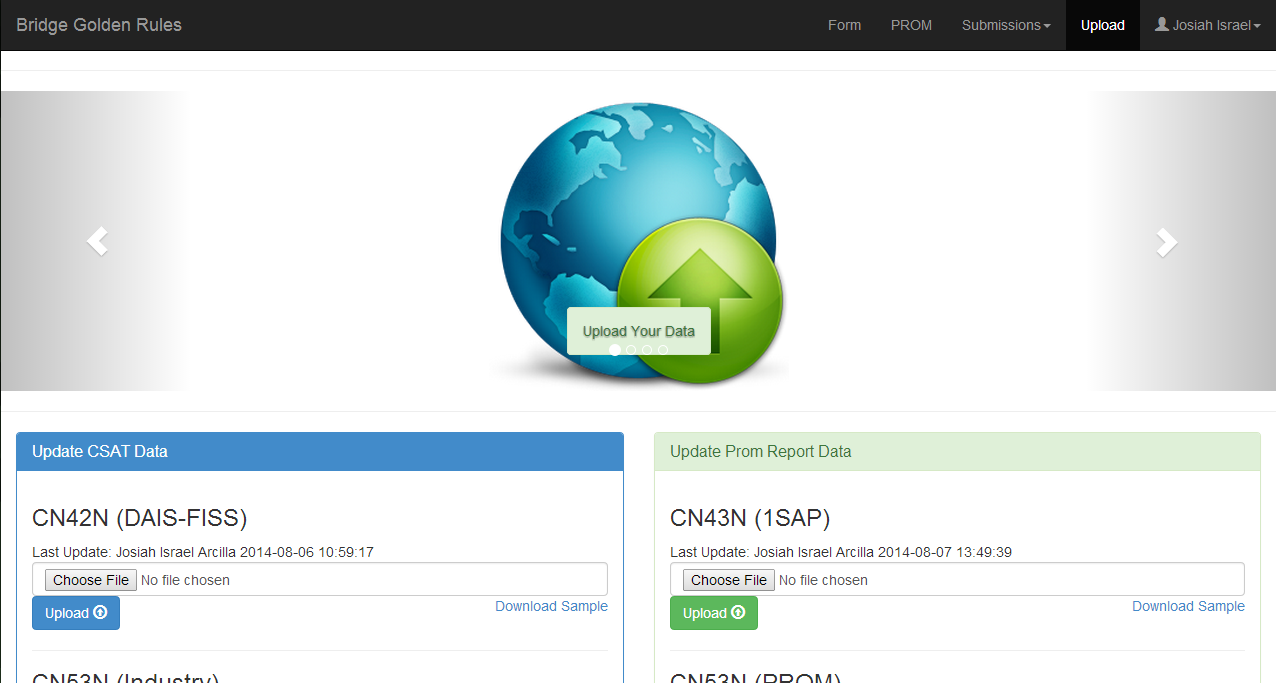 Bridge Golden Rules
Form PROM Submissions Upload Josiah Israel
Upload Your Data
Update CSAT Data
CN42N (DAIS-FISS)
Last Update: Josiah Israel Arcilla 2014-08-06 10:59:17
Choose File No file chosen
Upload
Download Sample
CN53N (Industry)
Update Prom Report Data
CN43N (1SAP)
Last Update: Josiah Israel Arcilla 2014-08-07 13:49:39
Choose File No file chosen
Upload
Download Sample
CN53N (PROM)